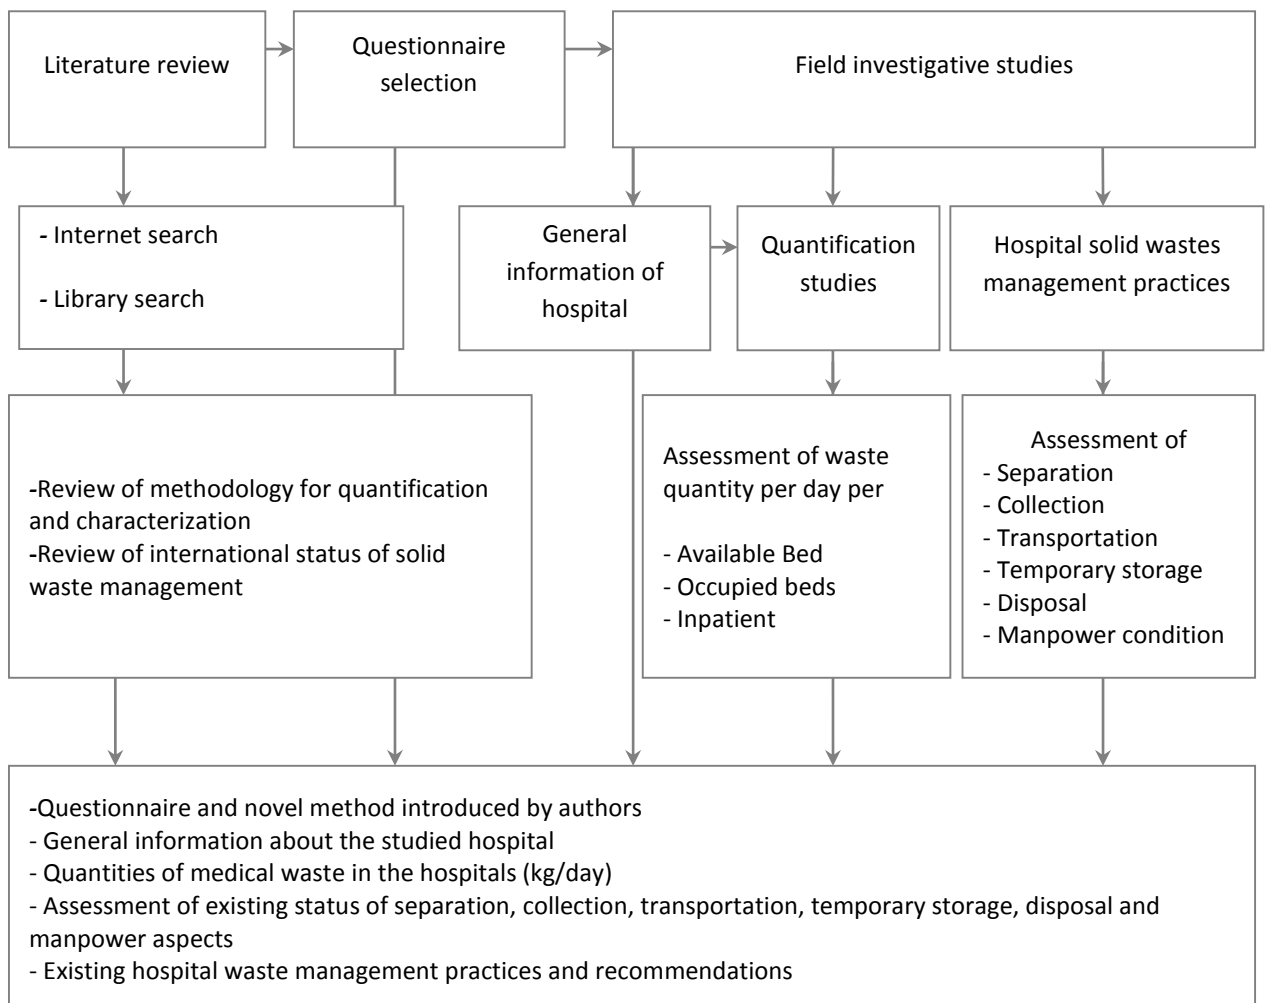 Literature review
Questionnaire
selection
Field investigative studies
- Internet search
- Library search
General
information of
hospital
Quantification
studies
Hospital solid wastes
management practices
-Review of methodology for quantification
and characterization
-Review of international status of solid
waste management
Assessment of waste
quantity per day per
- Available Bed
- Occupied beds
- Inpatient
Assessment of
- Separation
- Collection
- Transportation
- Temporary storage
- Disposal
- Manpower condition
-Questionnaire and novel method introduced by authors
- General information about the studied hospital
- Quantities of medical waste in the hospitals (kg/day)
- Assessment of existing status of separation, collection, transportation, temporary storage, disposal and
manpower aspects
- Existing hospital waste management practices and recommendations